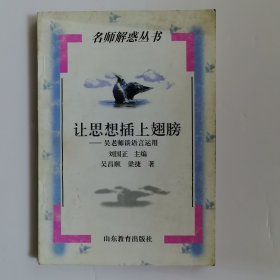 名师解惑丛书
让思想插上翅膀
——吴老师谈语言运用
刘国正 主编
吴昌顺 梁捷 著
山东教育出版社